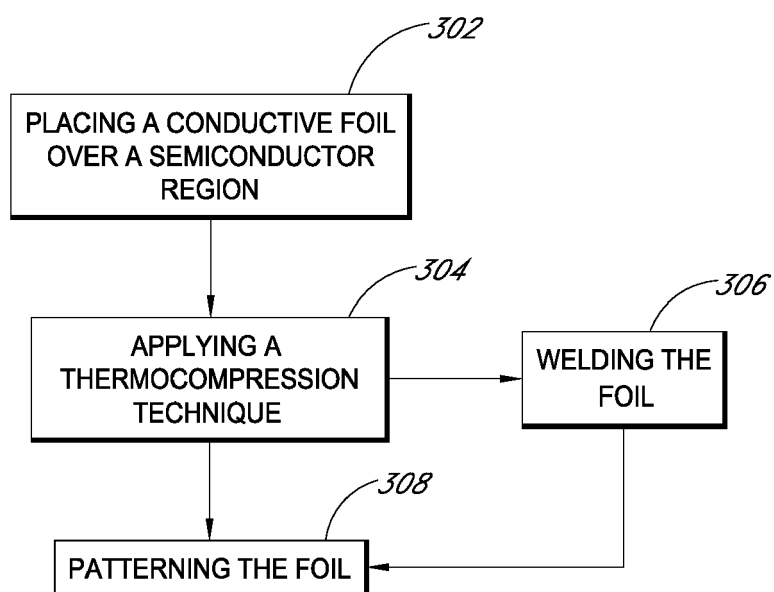 302
PLACING A CONDUCTIVE FOIL
OVER A SEMICONDUCTOR
REGION
304
APPLYING A
THERMOCOMPRESSION
TECHNIQUE
306
WELDING THE
FOIL
308
PATTERNING THE FOIL